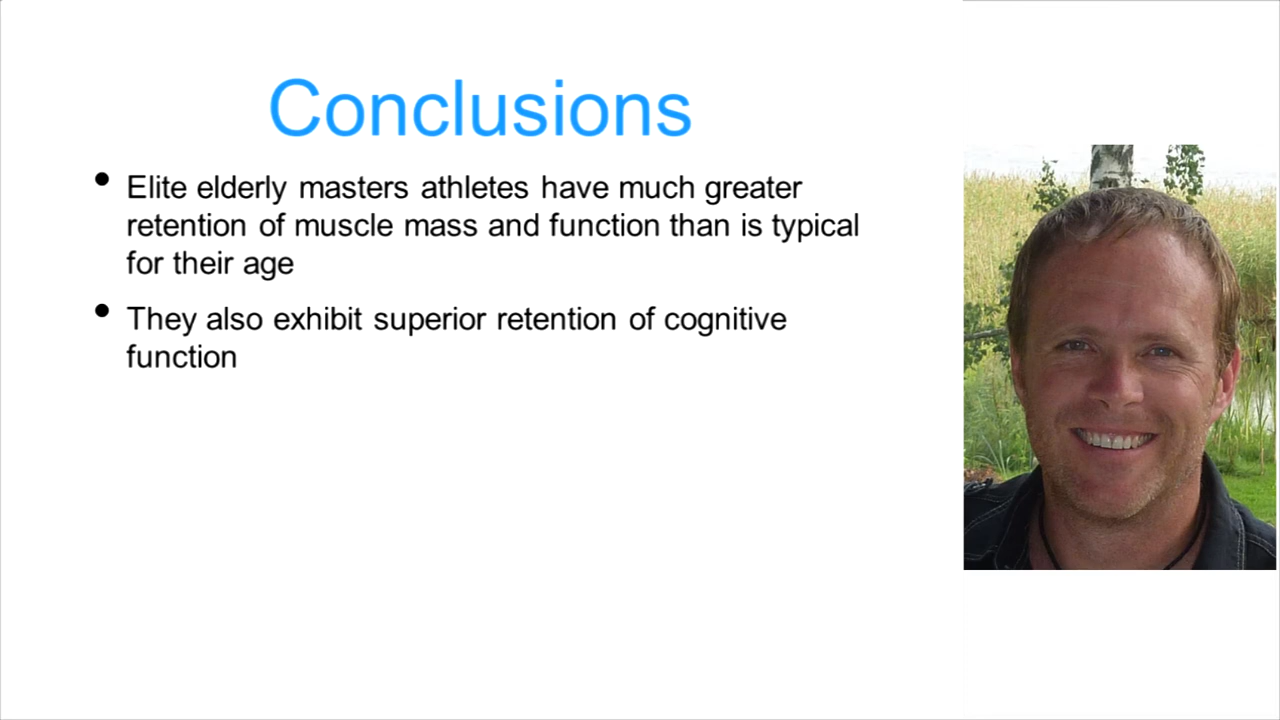 Conclusions
• Elite elderly masters athletes have much greater
retention of muscle mass and function than is typical
for their age
• They also exhibit superior retention of cognitive
function